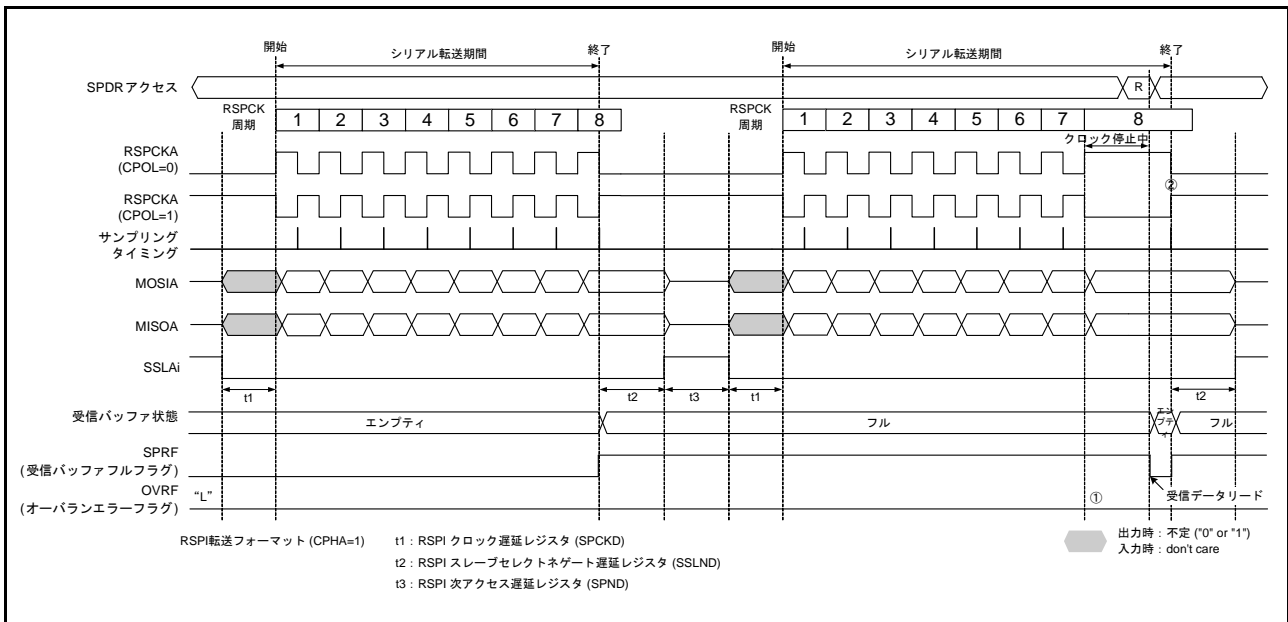 開始 シリアル転送期間 終了 開始 シリアル転送期間 終了
SPDRアクセス R
RSPCK
周期
1 2 3 4 5 6 7 8
RSPCK
周期
1 2 3 4 5 6 7 8
クロック停止中
RSPCKA
(CPOL=0)
RSPCKA
(CPOL=1)
②
サンプリング
タイミング
MOSIA
MISOA
SSLAi
t1 t2 t3 t1 t2
受信バッファ状態 エンプティ フル エンプティ フル
SPRF
(受信バッファフルフラグ)
OVRF
(オーバランエラーフラグ)
“L” ① 受信データリード
RSPI転送フォーマット (CPHA=1)
t1 : RSPI クロック遅延レジスタ (SPCKD)
t2 : RSPI スレーブセレクトネゲート遅延レジスタ (SSLND)
t3 : RSPI 次アクセス遅延レジスタ (SPND)
出力時 : 不定 ("0" or "1")
入力時 : don't care